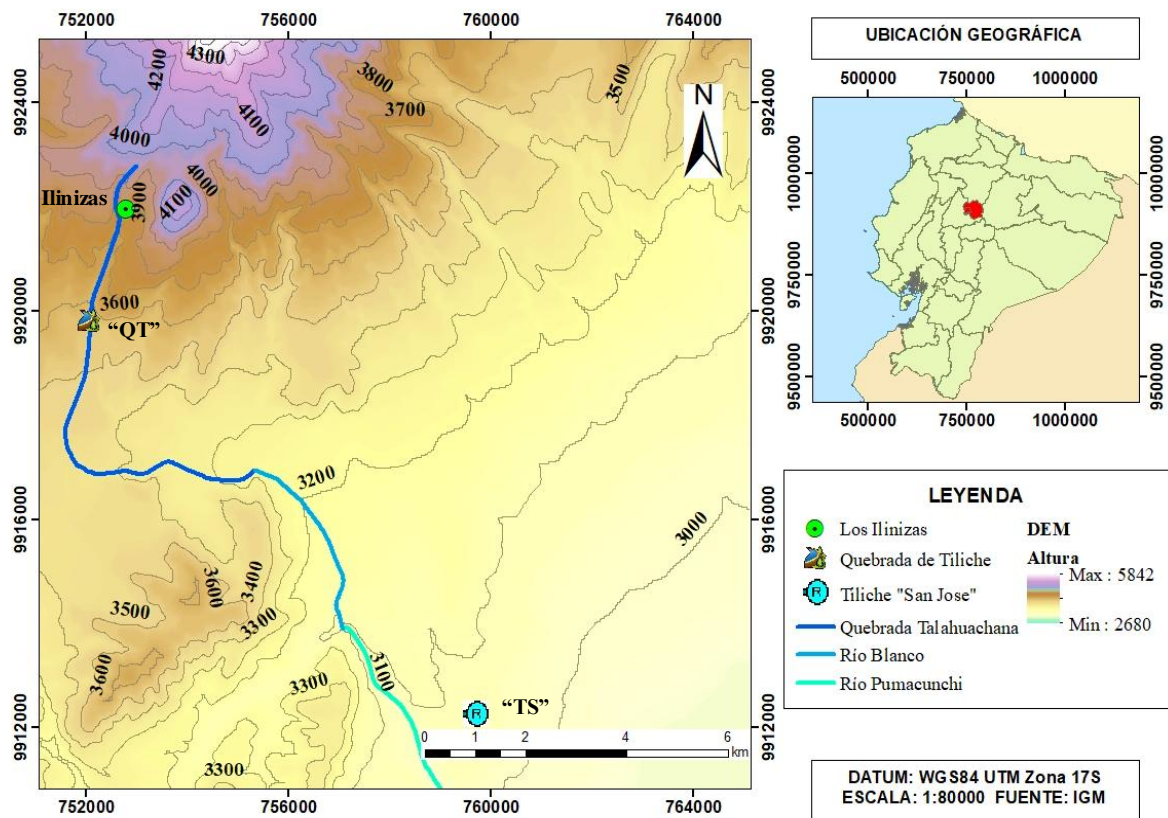 752000 756000 760000 764000
9924000
9920000
9916000
9912000
4300
4200
4100
4000
3800
3700
3500
4000
4100
3900
Ilinizas
3600
“QT”
3200
3000
3600
3400
3500
3300
3600
3100
3300
“TS”
R
3300
N
0 1 2 4 6
km
9924000
9920000
9916000
9912000
752000 756000 760000 764000
UBICACIÓN GEOGRÁFICA
500000 750000 1000000
10000000
9750000
9500000
10000000
9750000
9500000
500000 750000 1000000
LEYENDA
Los Ilinizas
Quebrada de Tiliche
R Tiliche "San Jose"
Quebrada Talahuachana
Río Blanco
Río Pumacunchi
DEM
Altura
Max : 5842
Min : 2680
DATUM: WGS84 UTM Zona 17S
ESCALA: 1:80000 FUENTE: IGM